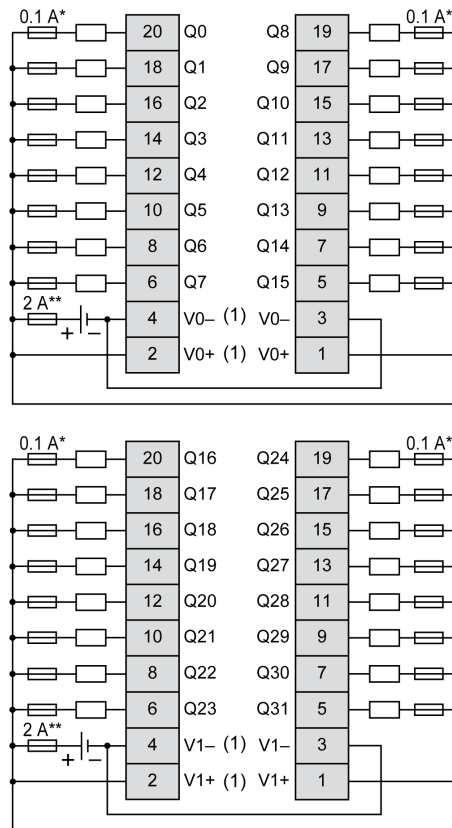 0.1 A* 20 Q0 Q8 19 0.1 A*
18 Q1 Q9 17
16 Q2 Q10 15
14 Q3 Q11 13
12 Q4 Q12 11
10 Q5 Q13 9
8 Q6 Q14 7
6 Q7 Q15 5
2 A** + − 4 V0− (1) V0− 3
2 V0+ (1) V0+ 1
0.1 A* 20 Q16 Q24 19 0.1 A*
18 Q17 Q25 17
16 Q18 Q26 15
14 Q19 Q27 13
12 Q20 Q28 11
10 Q21 Q29 9
8 Q22 Q30 7
6 Q23 Q31 5
2 A** + − 4 V1− (1) V1− 3
2 V1+ (1) V1+ 1